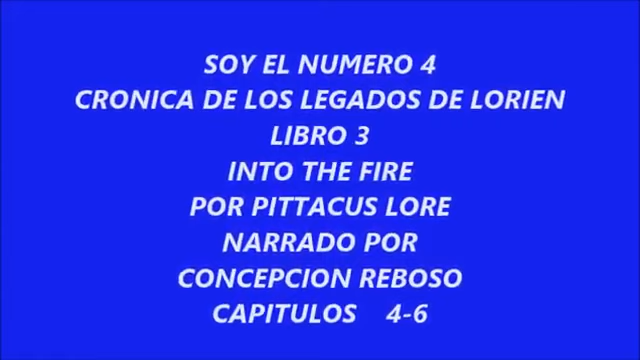 SOY EL NUMERO 4
CRONICA DE LOS LEGADOS DE LORIEN
LIBRO 3
INTO THE FIRE
POR PITTACUS LORE
NARRADO POR
CONCEPCION REBOSO
CAPITULOS 4-6